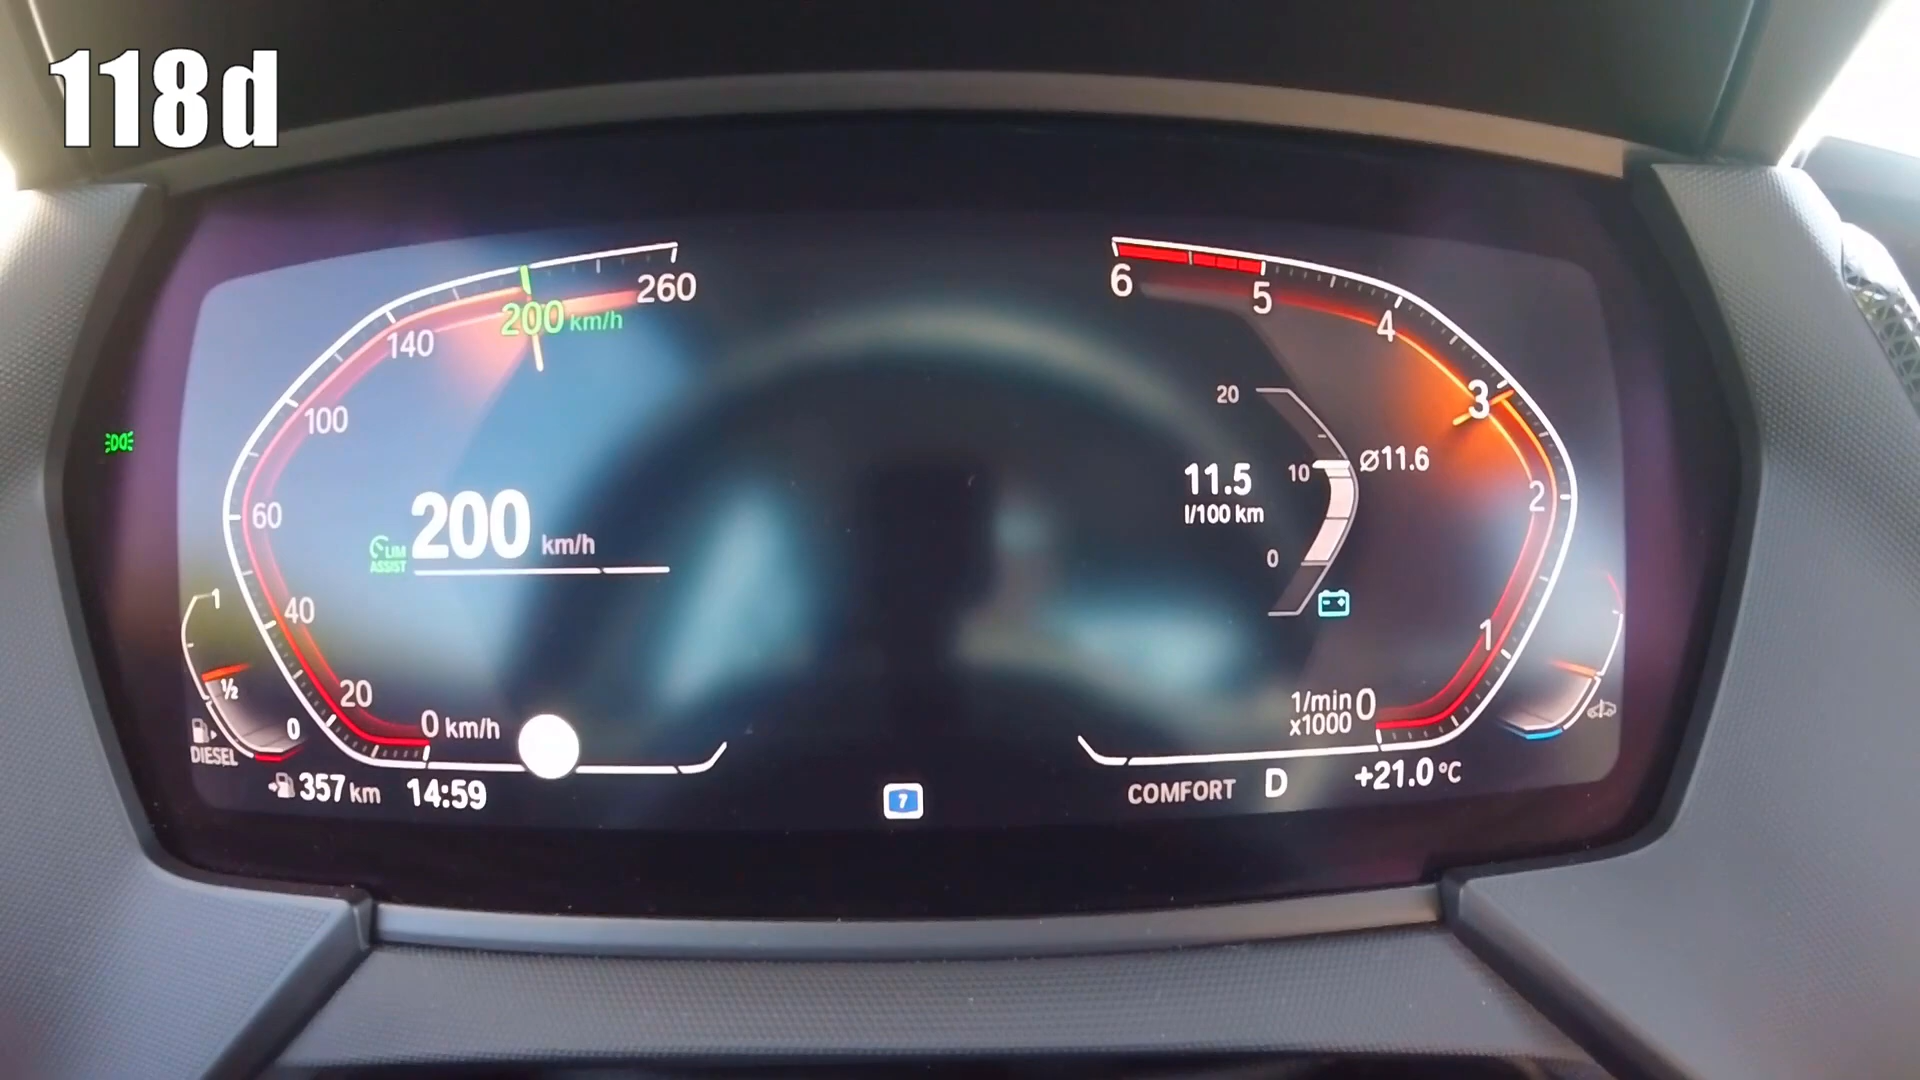 118d
260
200 km/h
140
100
60
40
20
0 km/h
LIM
ASSIST
200 km/h
1
½
0
DIESEL
357 km
14:59
7
6
5
4
3
2
1
0
1/min
x1000
20
10
0
11.5
l/100 km
⌀11.6
COMFORT D
+21.0 °C